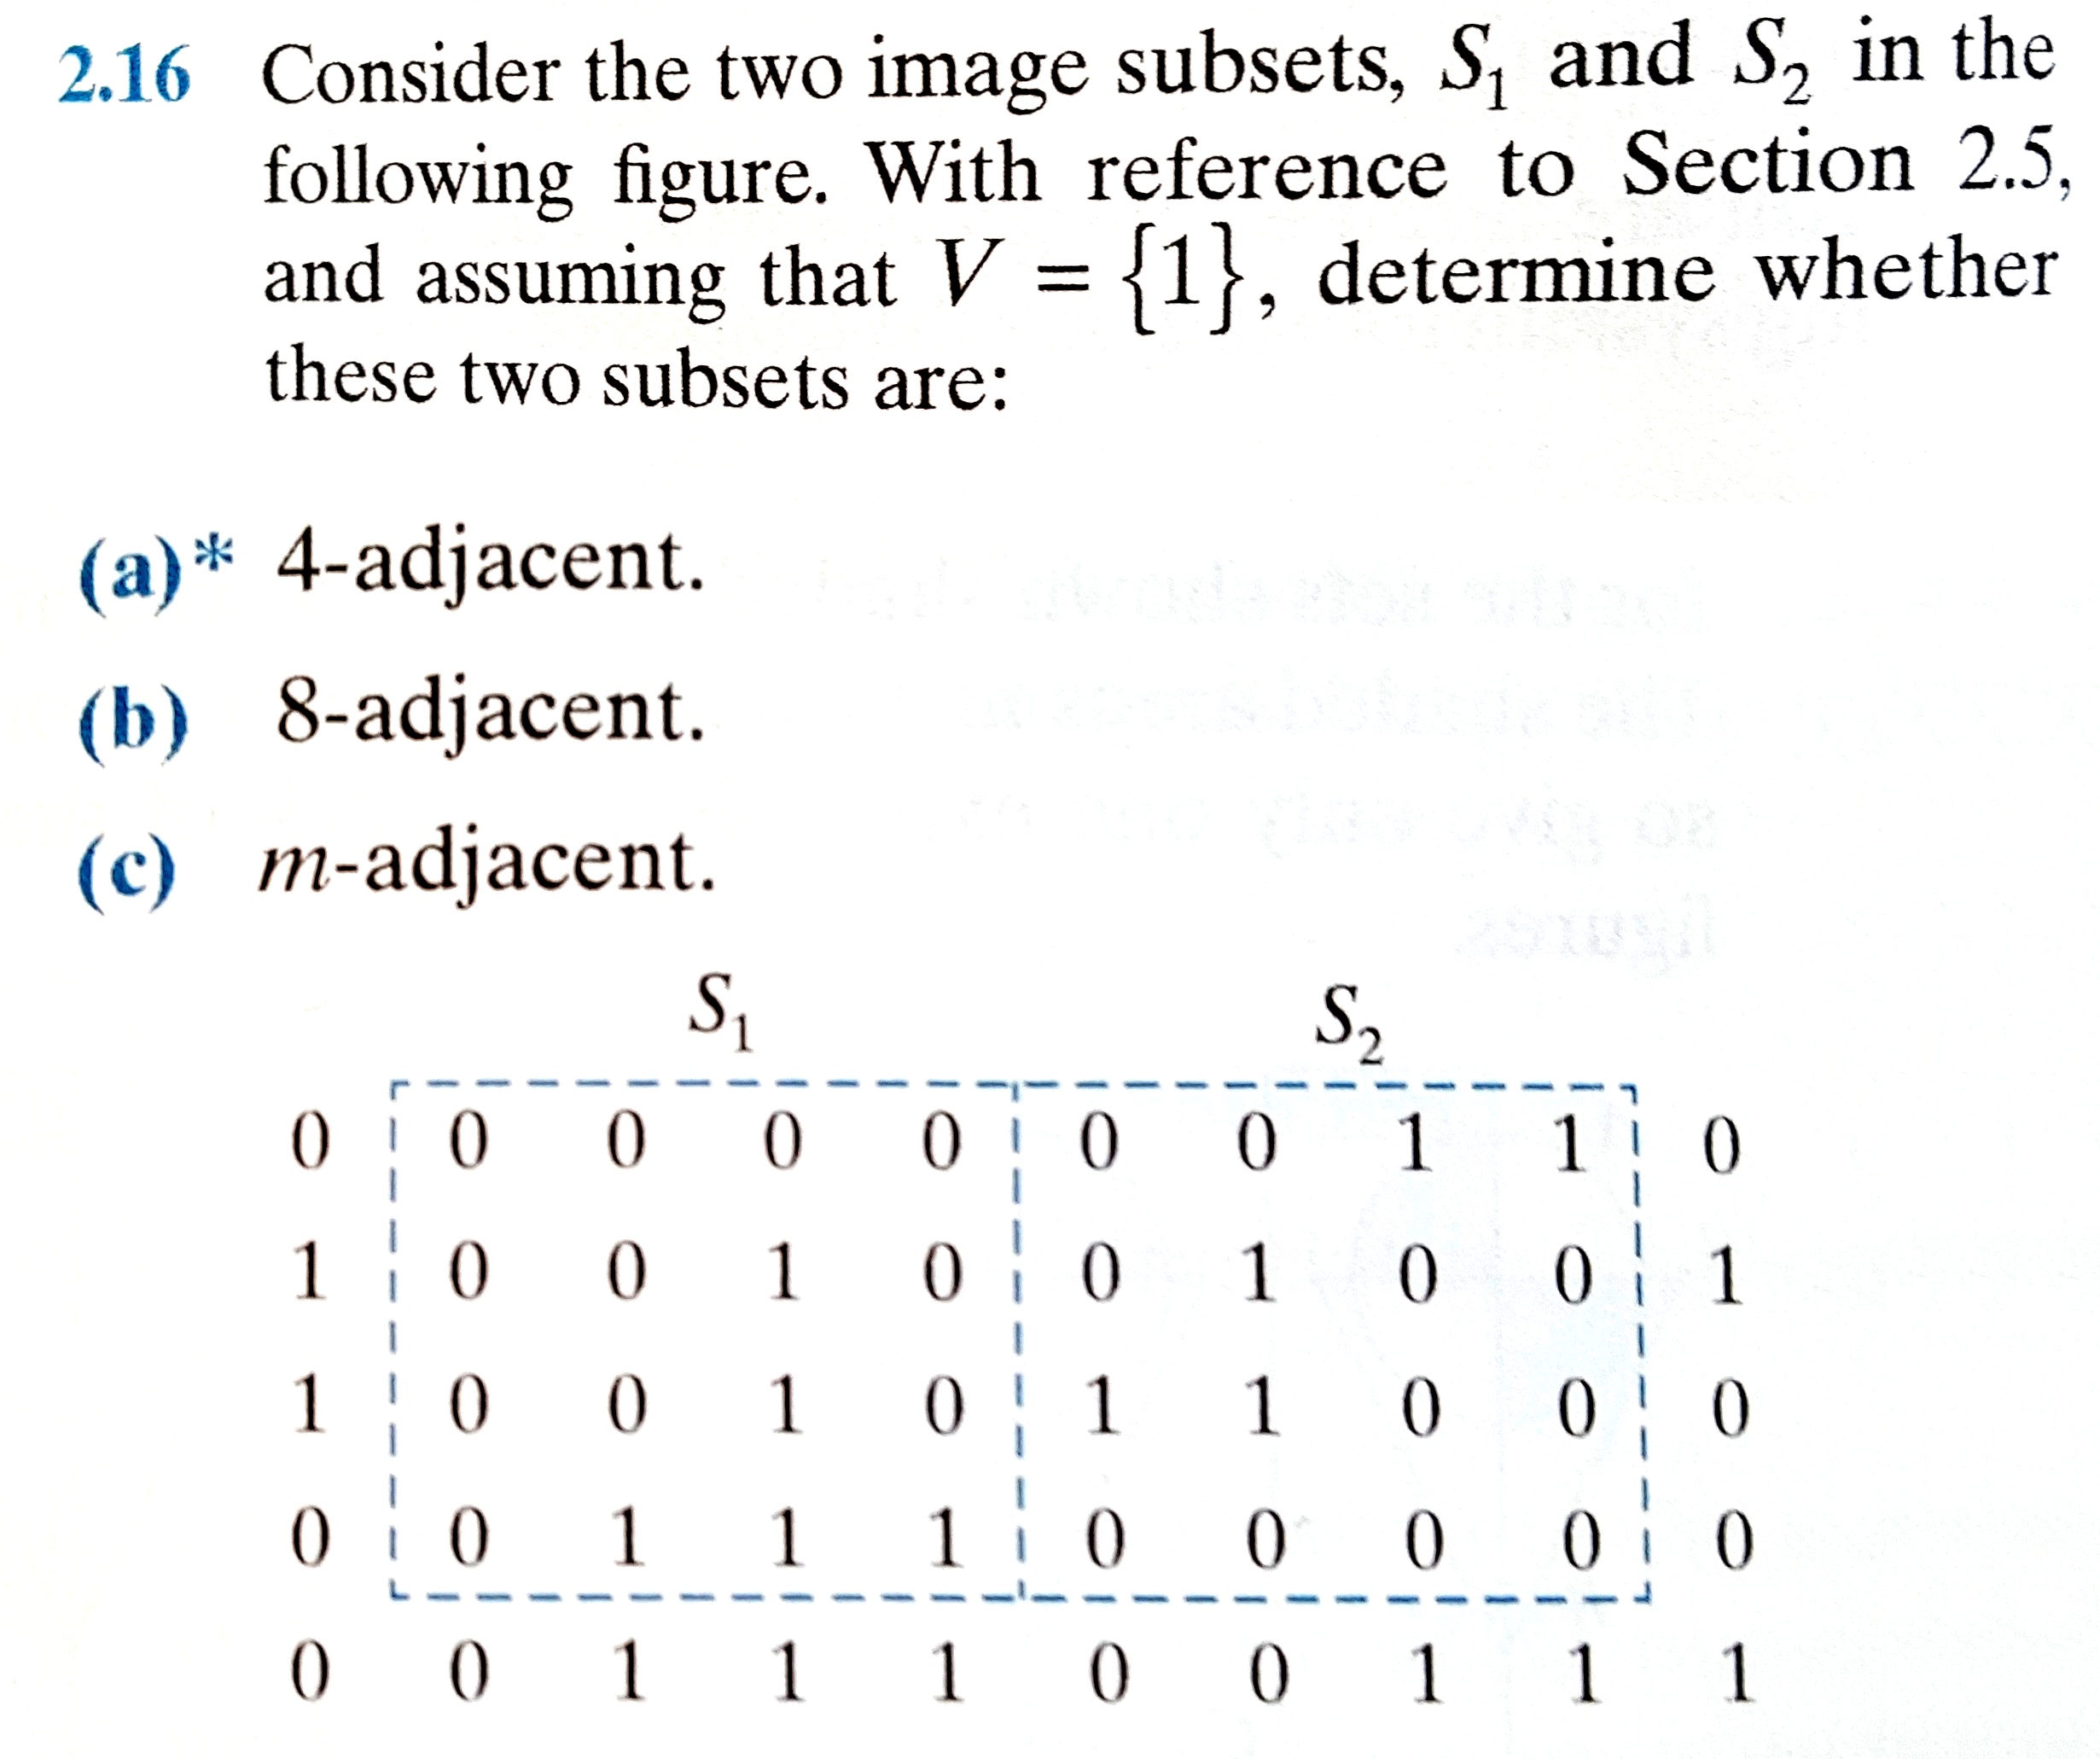 2.16 Consider the two image subsets, S₁ and S₂ in the
following figure. With reference to Section 2.5,
and assuming that V = {1}, determine whether
these two subsets are:
(a)* 4-adjacent.
(b) 8-adjacent.
(c) m-adjacent.
S₁ S₂
0 0 0 0 0 0 0 1 1 0
1 0 0 1 0 0 1 0 0 1
1 0 0 1 0 1 1 0 0 0
0 0 1 1 1 0 0 0 0 0
0 0 1 1 1 0 0 1 1 1